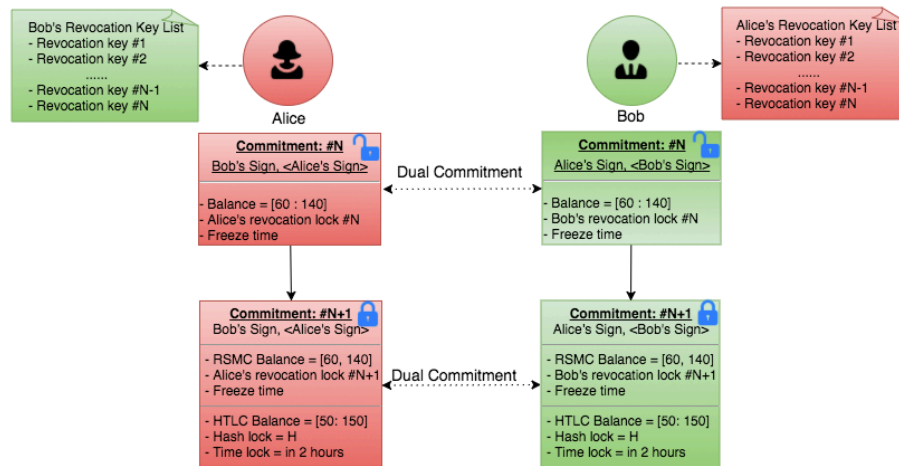 Bob's Revocation Key List
- Revocation key #1
- Revocation key #2
......
- Revocation key #N-1
- Revocation key #N
Alice
Bob
Alice's Revocation Key List
- Revocation key #1
- Revocation key #2
......
- Revocation key #N-1
- Revocation key #N
Commitment: #N
Bob's Sign, <Alice's Sign>
- Balance = [60 : 140]
- Alice's revocation lock #N
- Freeze time
Dual Commitment
Commitment: #N
Alice's Sign, <Bob's Sign>
- Balance = [60 : 140]
- Bob's revocation lock #N
- Freeze time
Commitment: #N+1
Bob's Sign, <Alice's Sign>
- RSMC Balance = [60, 140]
- Alice's revocation lock #N+1
- Freeze time
- HTLC Balance = [50: 150]
- Hash lock = H
- Time lock = in 2 hours
Dual Commitment
Commitment: #N+1
Alice's Sign, <Bob's Sign>
- RSMC Balance = [60, 140]
- Bob's revocation lock #N+1
- Freeze time
- HTLC Balance = [50: 150]
- Hash lock = H
- Time lock = in 2 hours